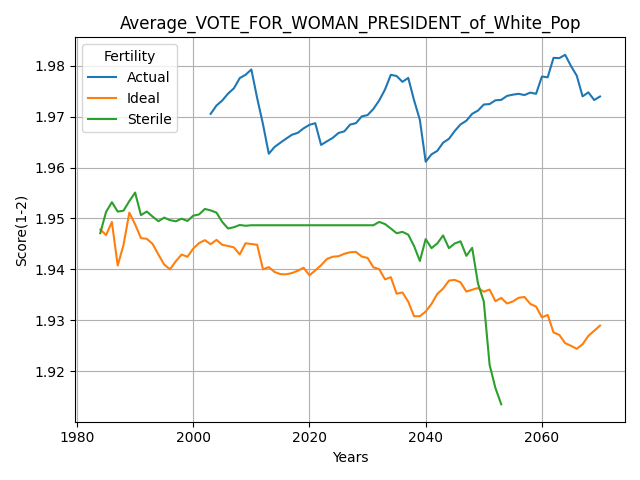 Average_VOTE_FOR_WOMAN_PRESIDENT_of_White_Pop
Fertility
Actual
Ideal
Sterile
Score(1-2)
1.98
1.97
1.96
1.95
1.94
1.93
1.92
1980 2000 2020 2040 2060
Years